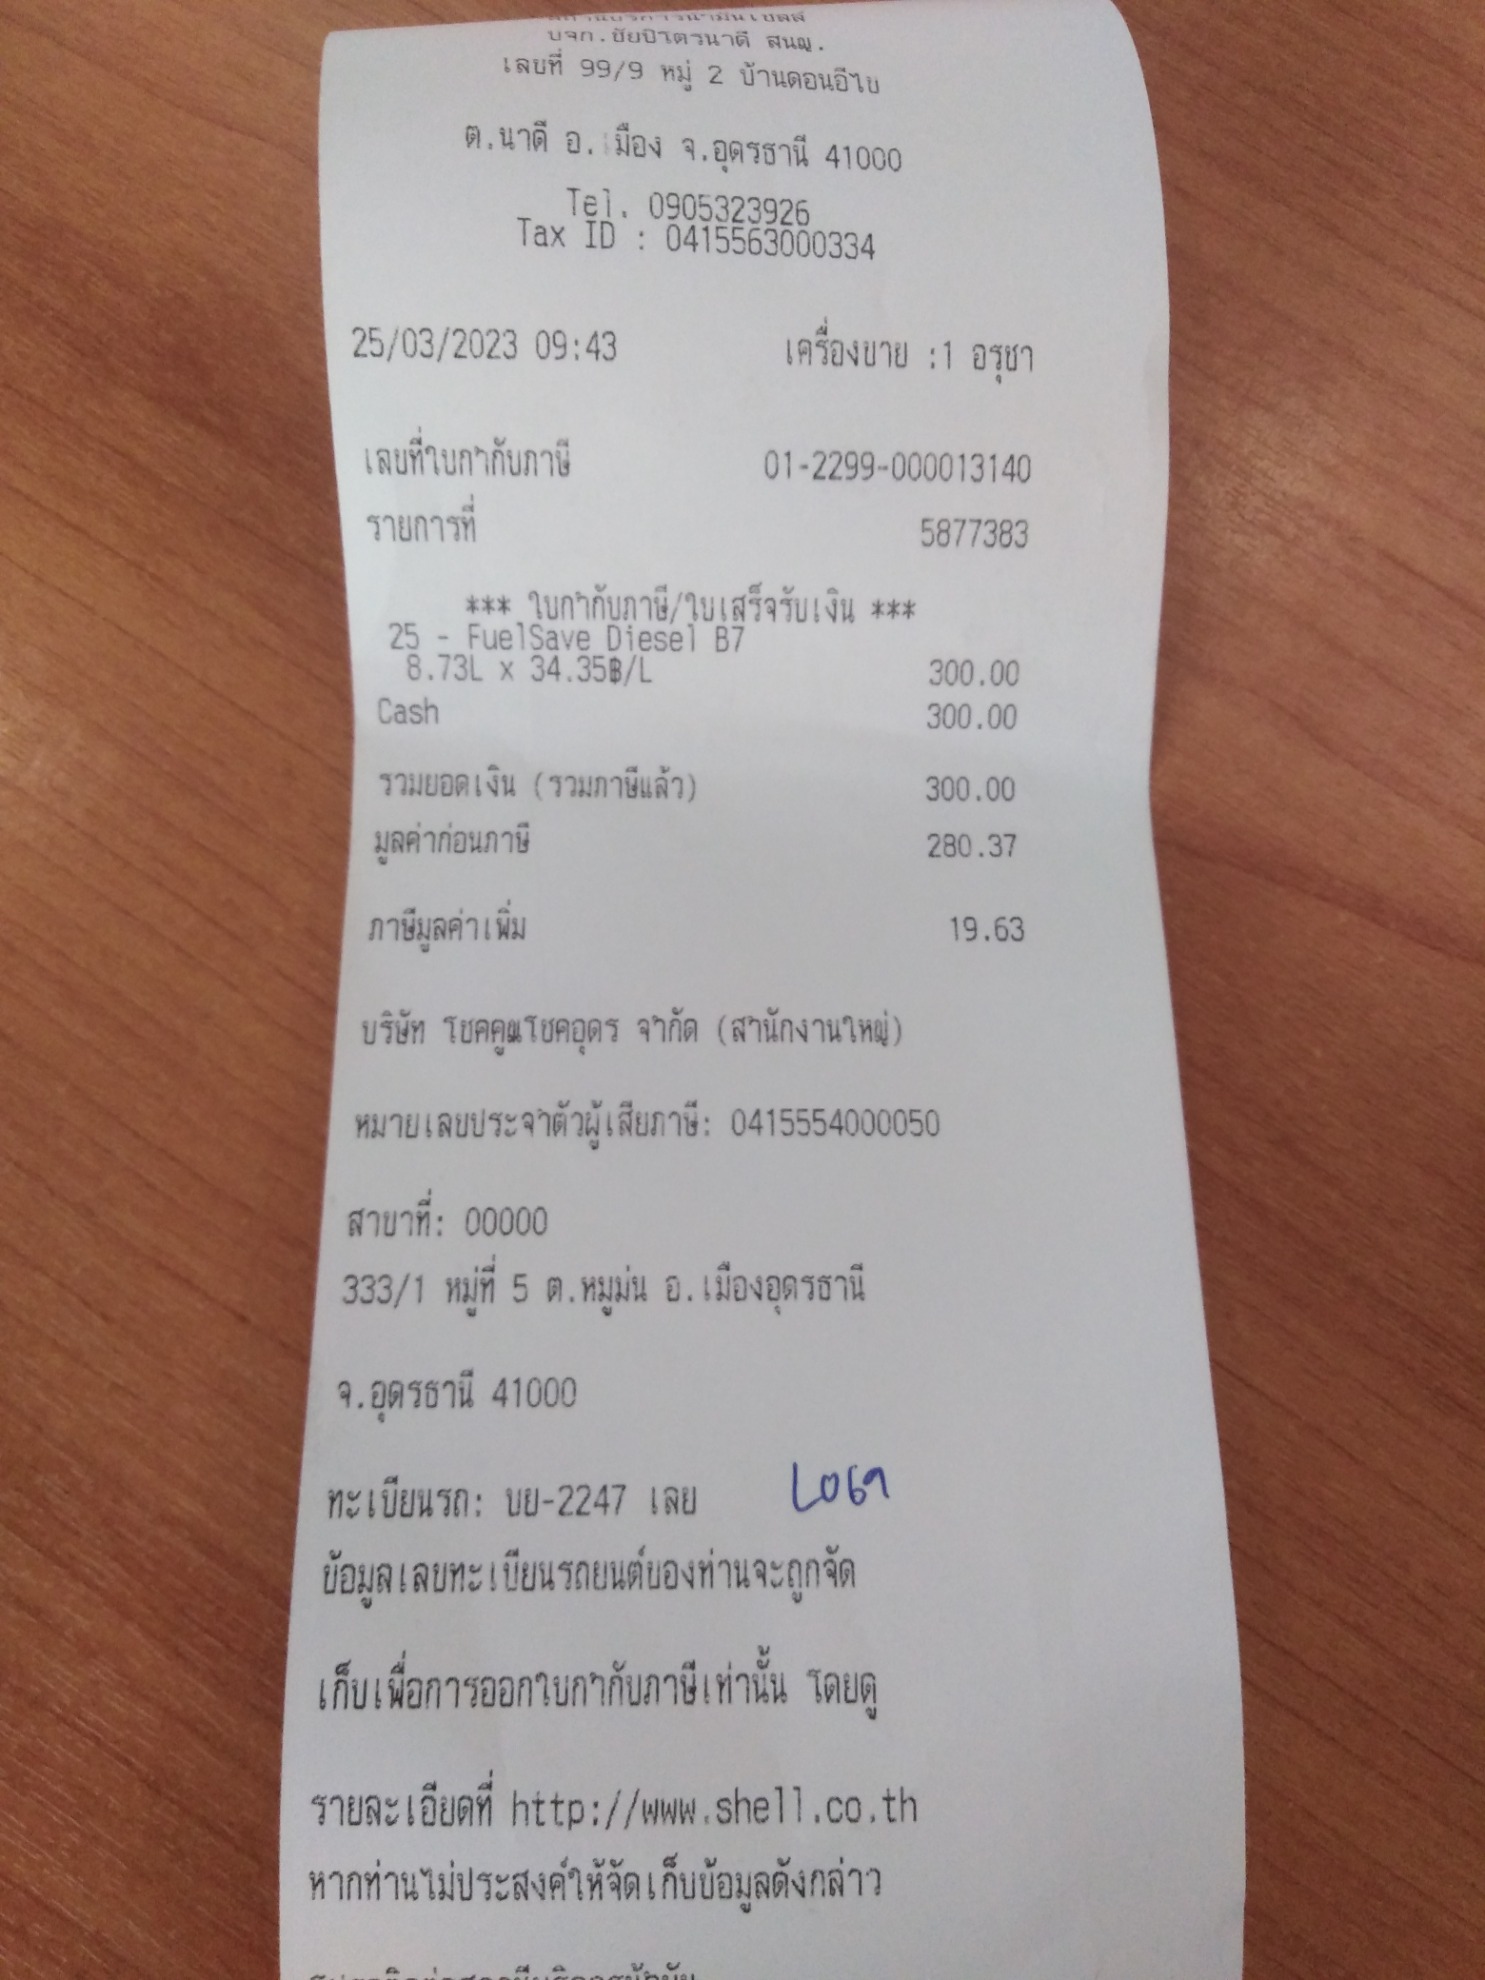 สถานีบริการน้ำมันเชลล์
บจก.ชัยปิโตรนาดี สนญ.
เลขที่ 99/9 หมู่ 2 บ้านดอนอีไข
ต.นาดี อ.เมือง จ.อุดรธานี 41000
Tel. 0905323926
Tax ID : 0415563000334
25/03/2023 09:43 เครื่องขาย :1 อรุชา
เลขที่ใบกำกับภาษี 01-2299-000013140
รายการที่ 5877383
*** ใบกำกับภาษี/ใบเสร็จรับเงิน ***
25 - FuelSave Diesel B7
8.73L x 34.35฿/L 300.00
Cash 300.00
รวมยอดเงิน (รวมภาษีแล้ว) 300.00
มูลค่าก่อนภาษี 280.37
ภาษีมูลค่าเพิ่ม 19.63
บริษัท โชคคูณโชคอุดร จำกัด (สำนักงานใหญ่)
หมายเลขประจำตัวผู้เสียภาษี: 0415554000050
สาขาที่: 00000
333/1 หมู่ที่ 5 ต.หมูม่น อ.เมืองอุดรธานี
จ.อุดรธานี 41000
ทะเบียนรถ: บย-2247 เลย
ข้อมูลเลขทะเบียนรถยนต์ของท่านจะถูกจัด
เก็บเพื่อการออกใบกำกับภาษีเท่านั้น โดยดู
รายละเอียดที่ http://www.shell.co.th
หากท่านไม่ประสงค์ให้จัดเก็บข้อมูลดังกล่าว